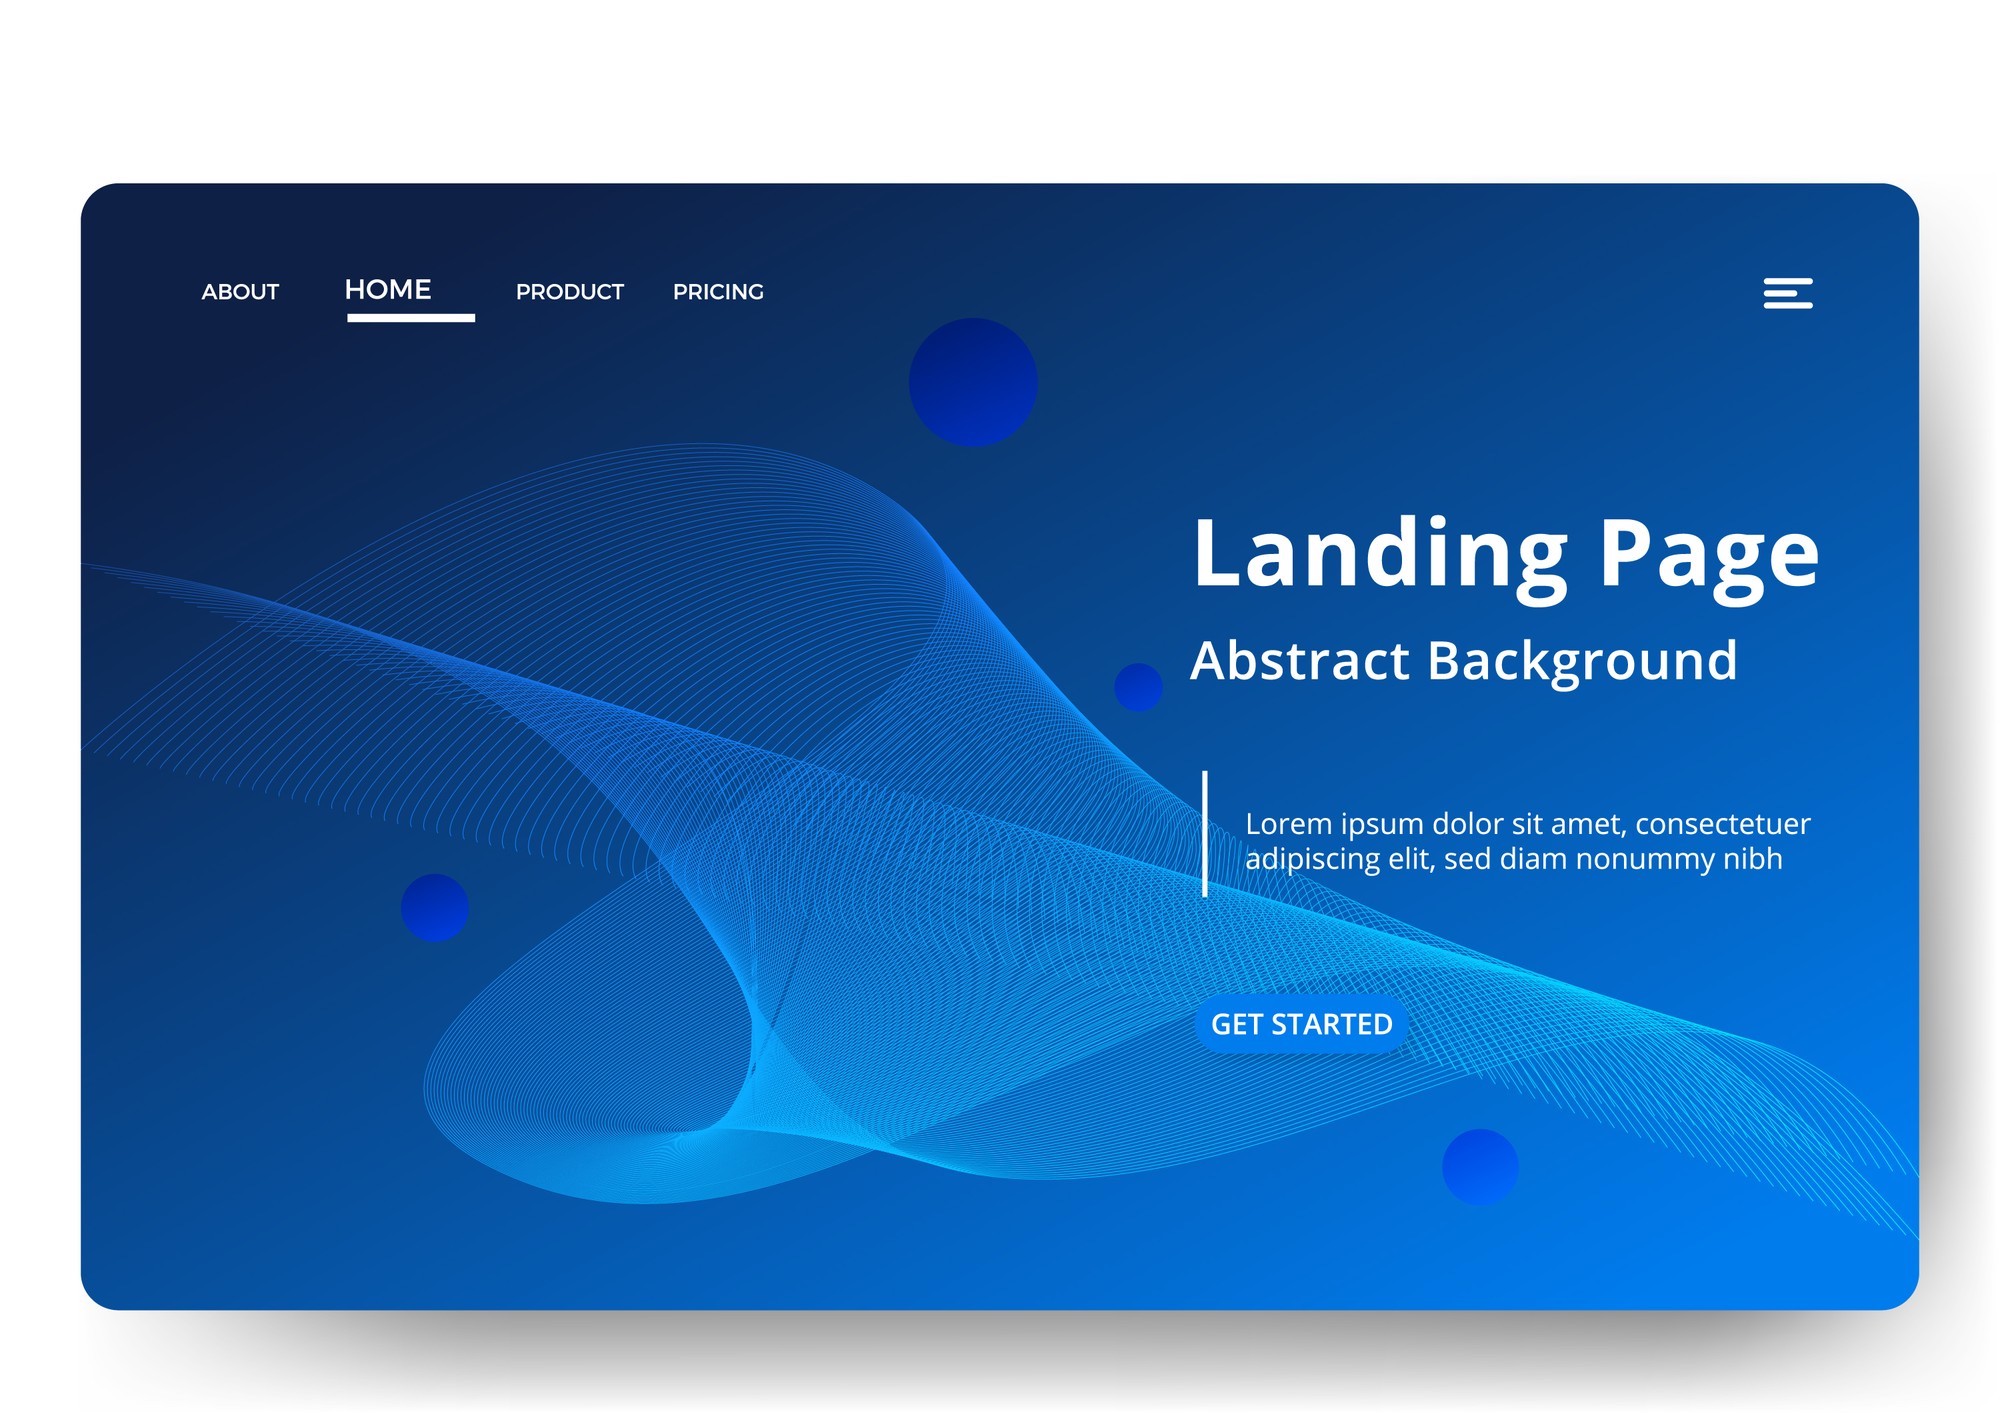 ABOUT HOME PRODUCT PRICING
Landing Page
Abstract Background
Lorem ipsum dolor sit amet, consectetuer
adipiscing elit, sed diam nonummy nibh
GET STARTED